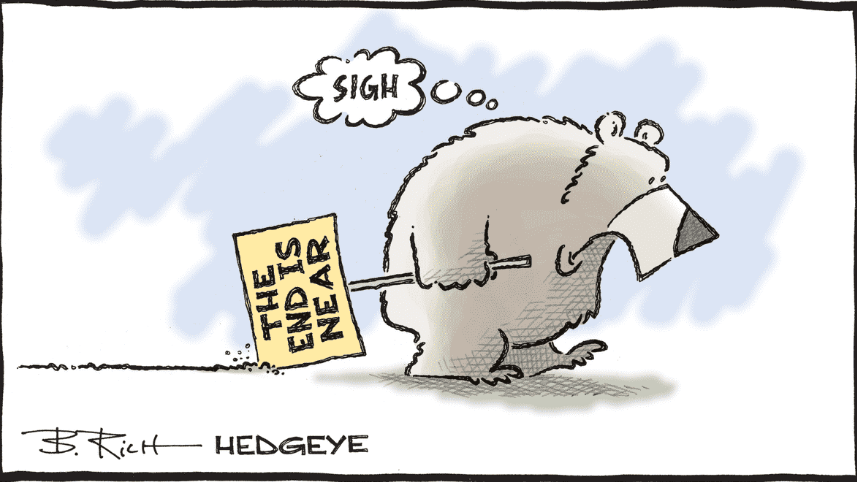 SIGH
THE
END IS
NEAR
B. Rich
HEDGEYE